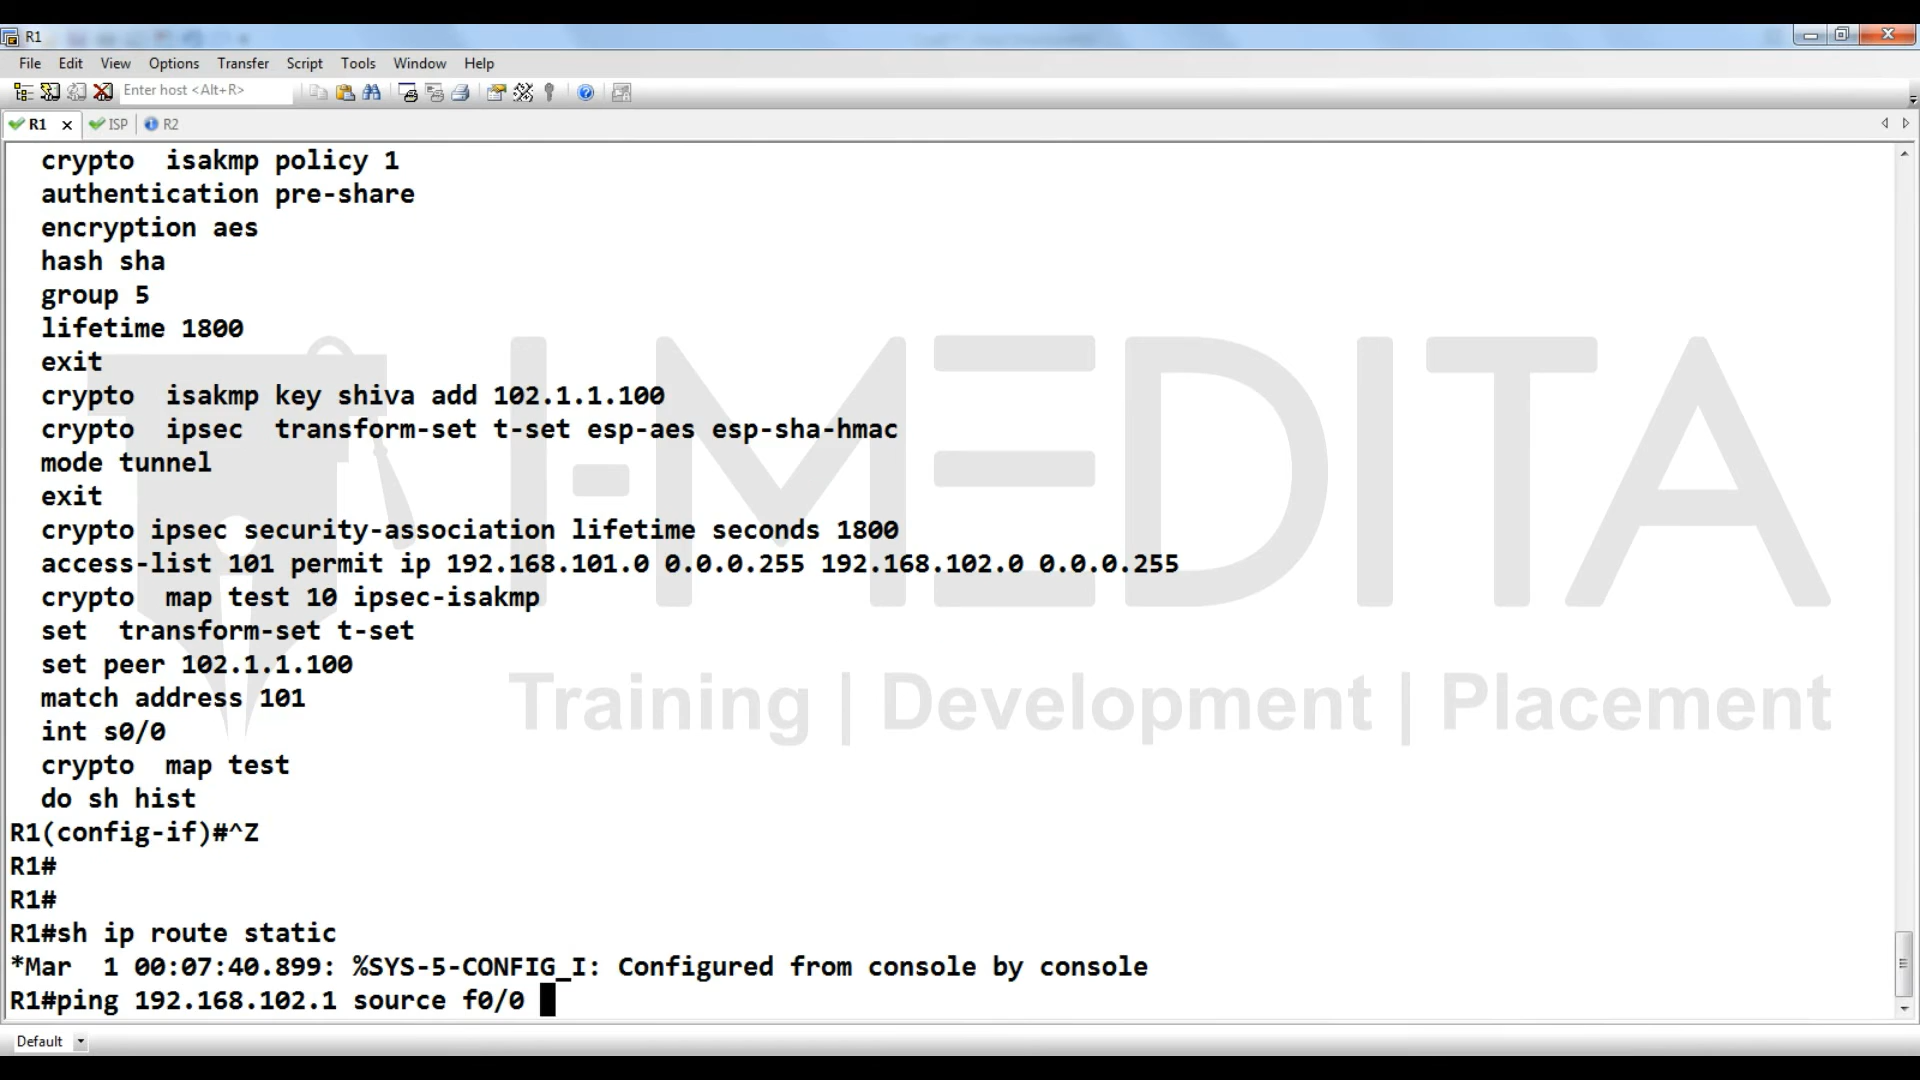 R1
File Edit View Options Transfer Script Tools Window Help
Enter host <Alt+R>
R1 ISP R2
crypto  isakmp policy 1
authentication pre-share
encryption aes
hash sha
group 5
lifetime 1800
exit
crypto  isakmp key shiva add 102.1.1.100
crypto  ipsec  transform-set t-set esp-aes esp-sha-hmac
mode tunnel
exit
crypto ipsec security-association lifetime seconds 1800
access-list 101 permit ip 192.168.101.0 0.0.0.255 192.168.102.0 0.0.0.255
crypto  map test 10 ipsec-isakmp
set  transform-set t-set
set peer 102.1.1.100
match address 101
int s0/0
crypto  map test
do sh hist
R1(config-if)#^Z
R1#
R1#
R1#sh ip route static
*Mar  1 00:07:40.899: %SYS-5-CONFIG_I: Configured from console by console
R1#ping 192.168.102.1 source f0/0
I-MEDITA
Training | Development | Placement
Default